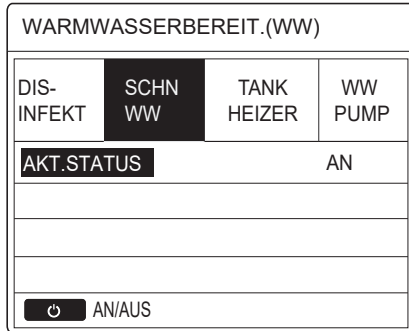 WARMWASSERBEREIT.(WW)
DIS-
INFEKT
SCHN
WW
TANK
HEIZER
WW
PUMP
AKT.STATUS AN
AN/AUS